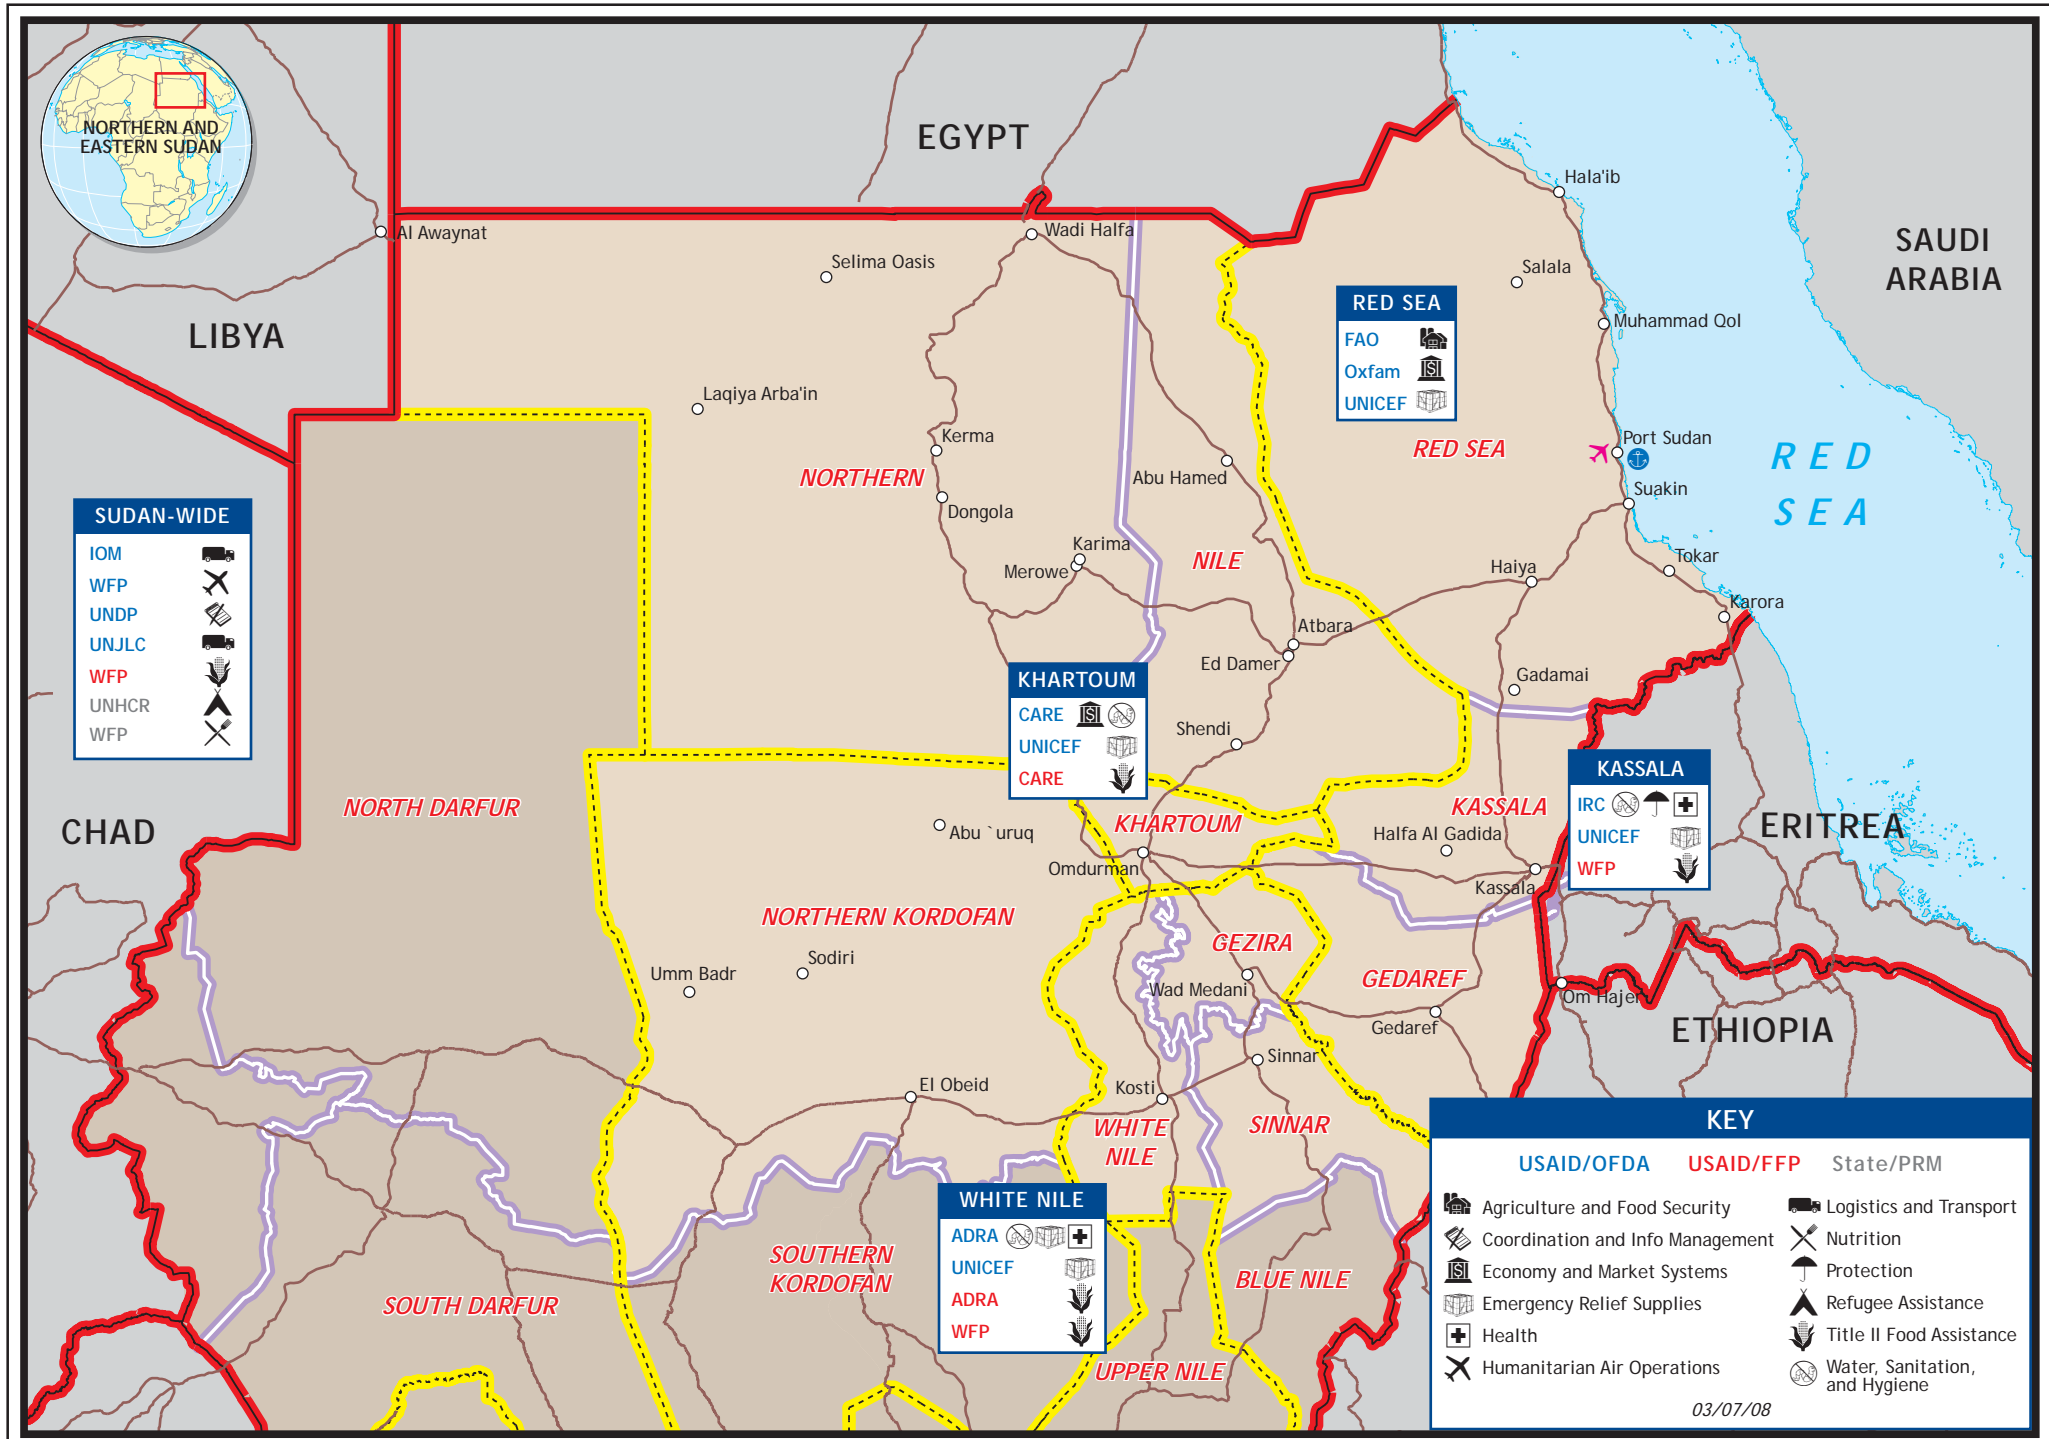 NORTHERN AND
EASTERN SUDAN
EGYPT
Hala'ib
Al Awaynat
Wadi Halfa
SAUDI
ARABIA
Selima Oasis
Salala
LIBYA
RED SEA
FAO
Oxfam
UNICEF
Muhammad Qol
Laqiya Arba'in
Kerma
NORTHERN
Dongola
Abu Hamed
RED SEA
Port Sudan
Suakin
RED
SEA
SUDAN-WIDE
IOM
WFP
UNDP
UNJLC
WFP
UNHCR
WFP
Karima
Merowe
NILE
Haiya
Tokar
Karora
Atbara
Ed Damer
Gadamai
KHARTOUM
CARE
UNICEF
CARE
Shendi
KASSALA
IRC
UNICEF
WFP
NORTH DARFUR
CHAD
Abu `uruq
KHARTOUM
KASSALA
Halfa Al Gadida
ERITREA
Omdurman
Kassala
NORTHERN KORDOFAN
GEZIRA
Umm Badr
Sodiri
Wad Medani
GEDAREF
Om Hajer
Gedaref
ETHIOPIA
Sinnar
El Obeid
Kosti
WHITE
NILE
SINNAR
WHITE NILE
ADRA
UNICEF
ADRA
WFP
SOUTHERN
KORDOFAN
SOUTH DARFUR
BLUE NILE
UPPER NILE
KEY
USAID/OFDA USAID/FFP State/PRM
Agriculture and Food Security
Coordination and Info Management
Economy and Market Systems
Emergency Relief Supplies
Health
Humanitarian Air Operations
Logistics and Transport
Nutrition
Protection
Refugee Assistance
Title II Food Assistance
Water, Sanitation,
and Hygiene
03/07/08